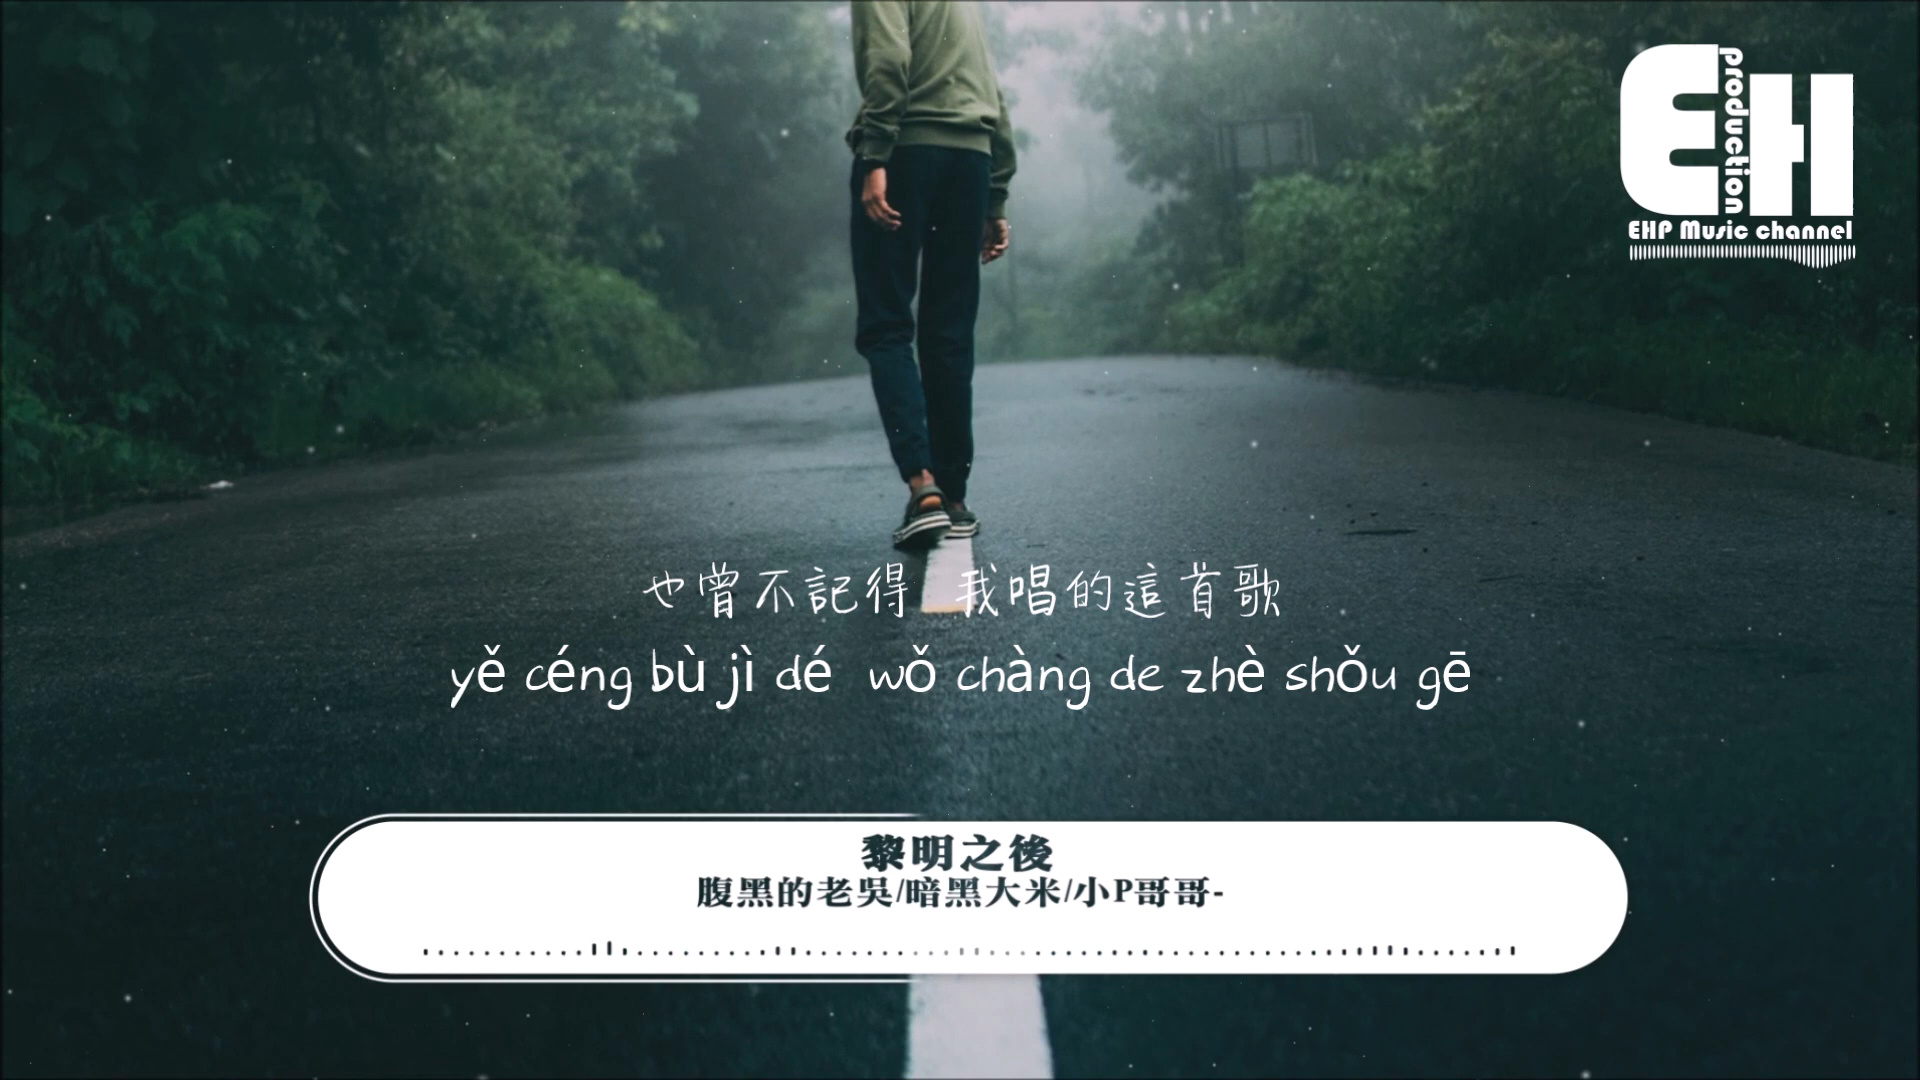 EH
production
EHP Music channel
也曾不記得 我唱的這首歌
yě céng bù jì dé wǒ chàng de zhè shǒu gē
黎明之後
腹黑的老吳/暗黑大米/小P哥哥-